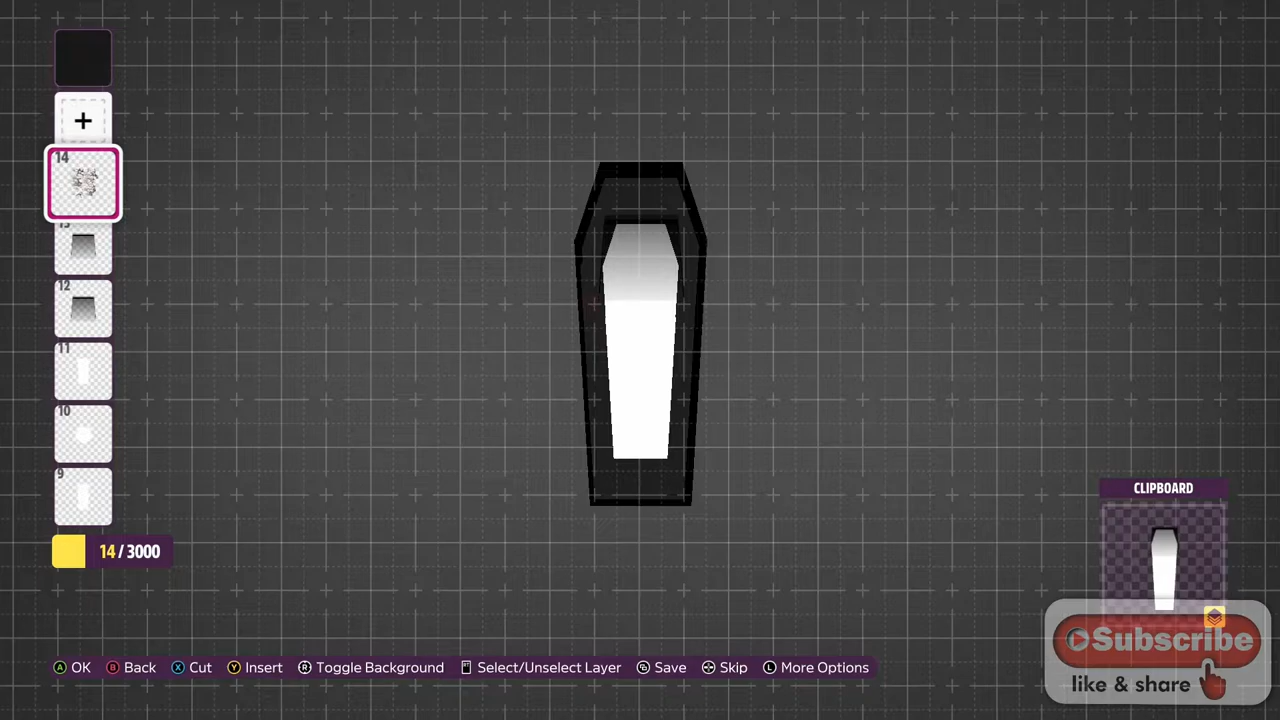 14
13
12
11
10
9
14 / 3000
CLIPBOARD
Subscribe
like & share
A OK B Back X Cut Y Insert R Toggle Background Select/Unselect Layer Save Skip L More Options